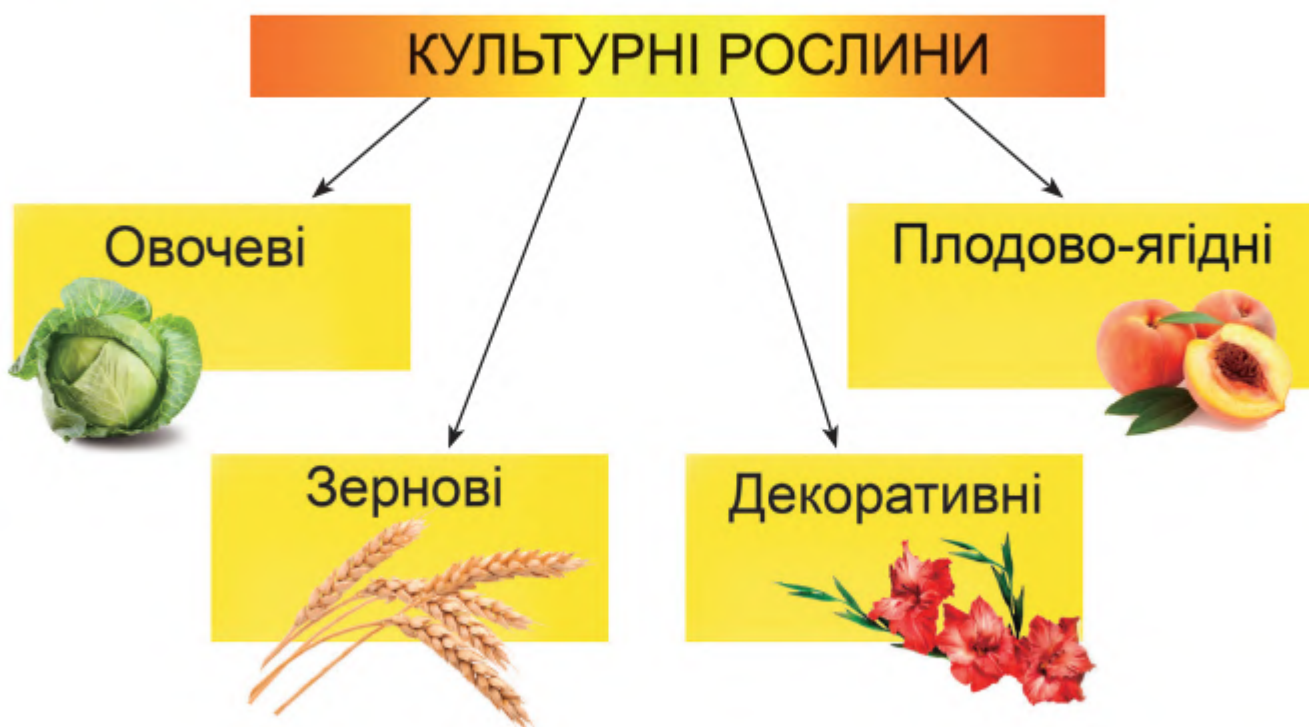 КУЛЬТУРНІ РОСЛИНИ
Овочеві
Плодово-ягідні
Зернові
Декоративні